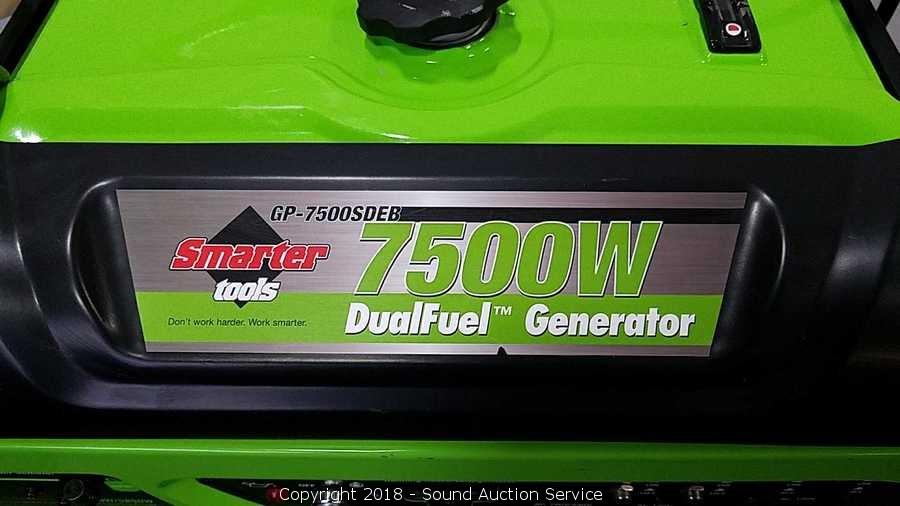 GP-7500SDEB
Smarter
tools
Don't work harder. Work smarter.
7500W
DualFuel™ Generator
Copyright 2018 - Sound Auction Service